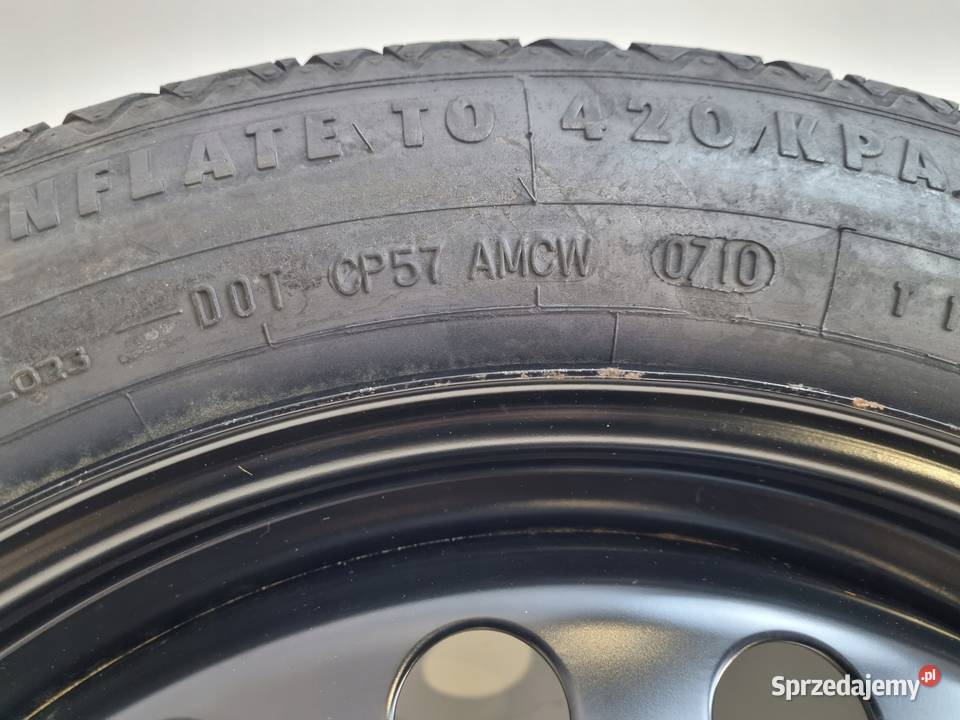 NFLATE TO 420/KPA
DOT CP57 AMCW 0710
Sprzedajemy.pl